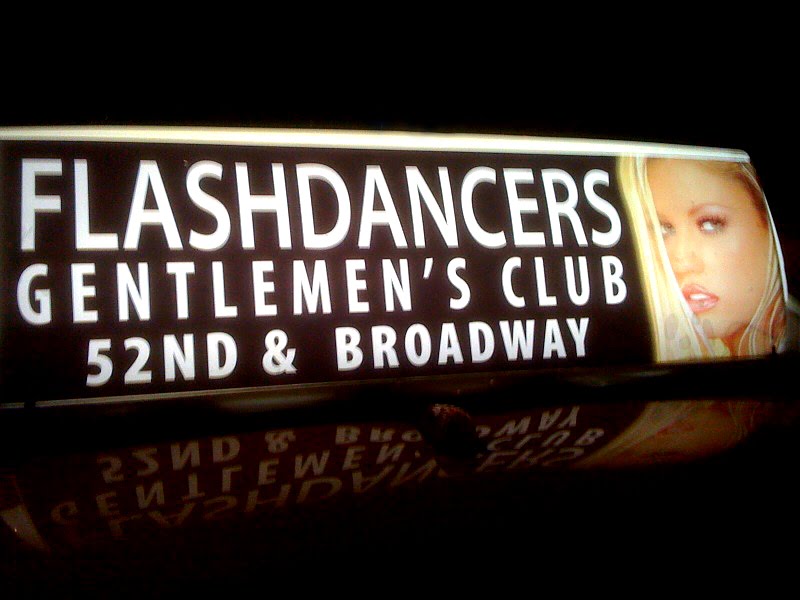 FLASHDANCERS
GENTLEMEN'S CLUB
52ND & BROADWAY